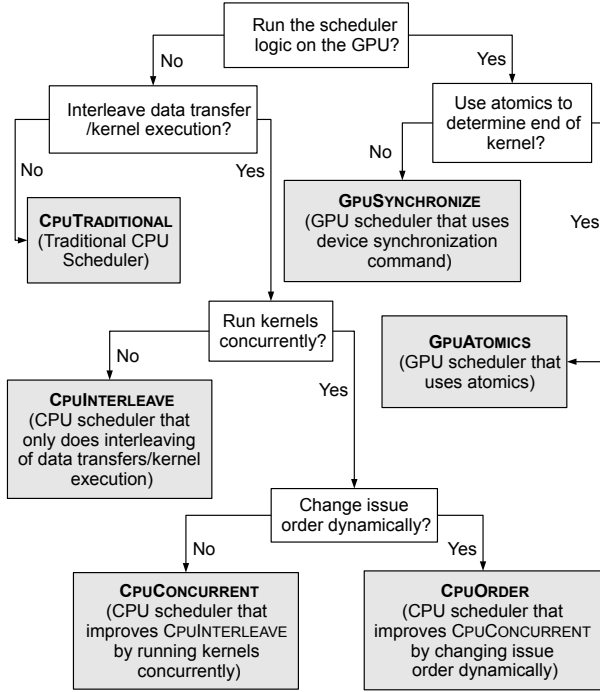 Run the scheduler
logic on the GPU?
No
Yes
Interleave data transfer
/kernel execution?
Use atomics to
determine end of
kernel?
No
Yes
No
Yes
CPUTRADITIONAL
(Traditional CPU
Scheduler)
GPUSYNCHRONIZE
(GPU scheduler that uses
device synchronization
command)
Run kernels
concurrently?
GPUATOMICS
(GPU scheduler that
uses atomics)
No
Yes
CPUINTERLEAVE
(CPU scheduler that
only does interleaving
of data transfers/kernel
execution)
Change issue
order dynamically?
No
Yes
CPUCONCURRENT
(CPU scheduler that
improves CPUINTERLEAVE
by running kernels
concurrently)
CPUORDER
(CPU scheduler that
improves CPUCONCURRENT
by changing issue
order dynamically)